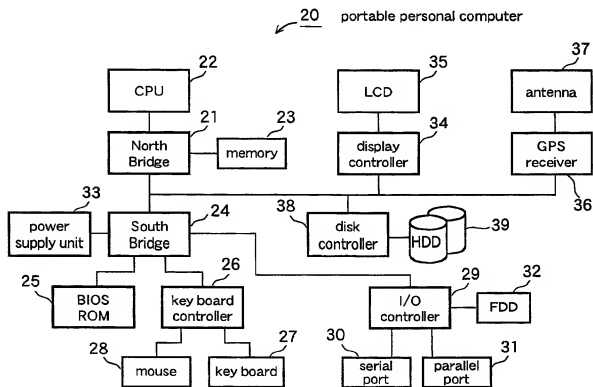 20 portable personal computer
22
CPU
35
LCD
37
antenna
21
North
Bridge
23
memory
34
display
controller
GPS
receiver
36
33
power
supply unit
24
South
Bridge
38
disk
controller
HDD
39
25
BIOS
ROM
26
key board
controller
29
I/O
controller
32
FDD
28
mouse
27
key board
30
serial
port
parallel
port
31